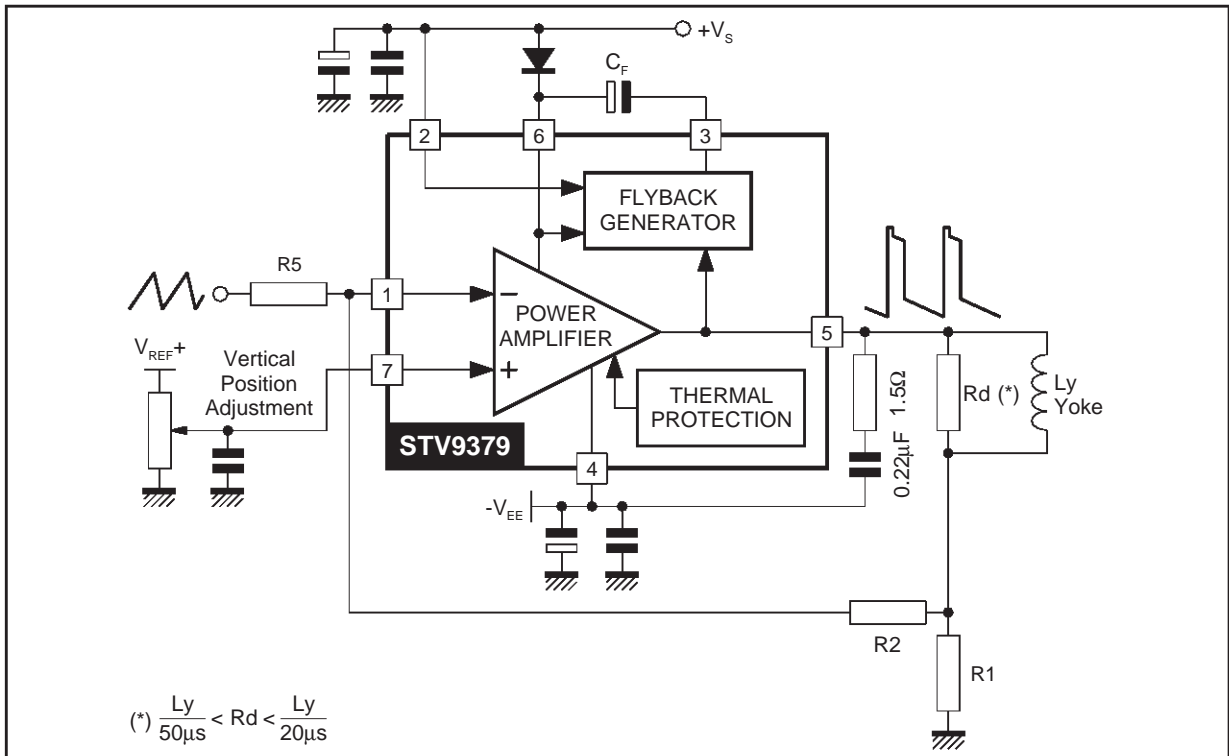 +VS
CF
2
6
3
FLYBACK
GENERATOR
R5
1
−
POWER
AMPLIFIER
5
VREF+
Vertical
Position
Adjustment
7
+
THERMAL
PROTECTION
1.5Ω
0.22µF
Rd (*)
Ly
Yoke
STV9379
4
-VEE
R2
R1
(*) Ly/50µs < Rd < Ly/20µs